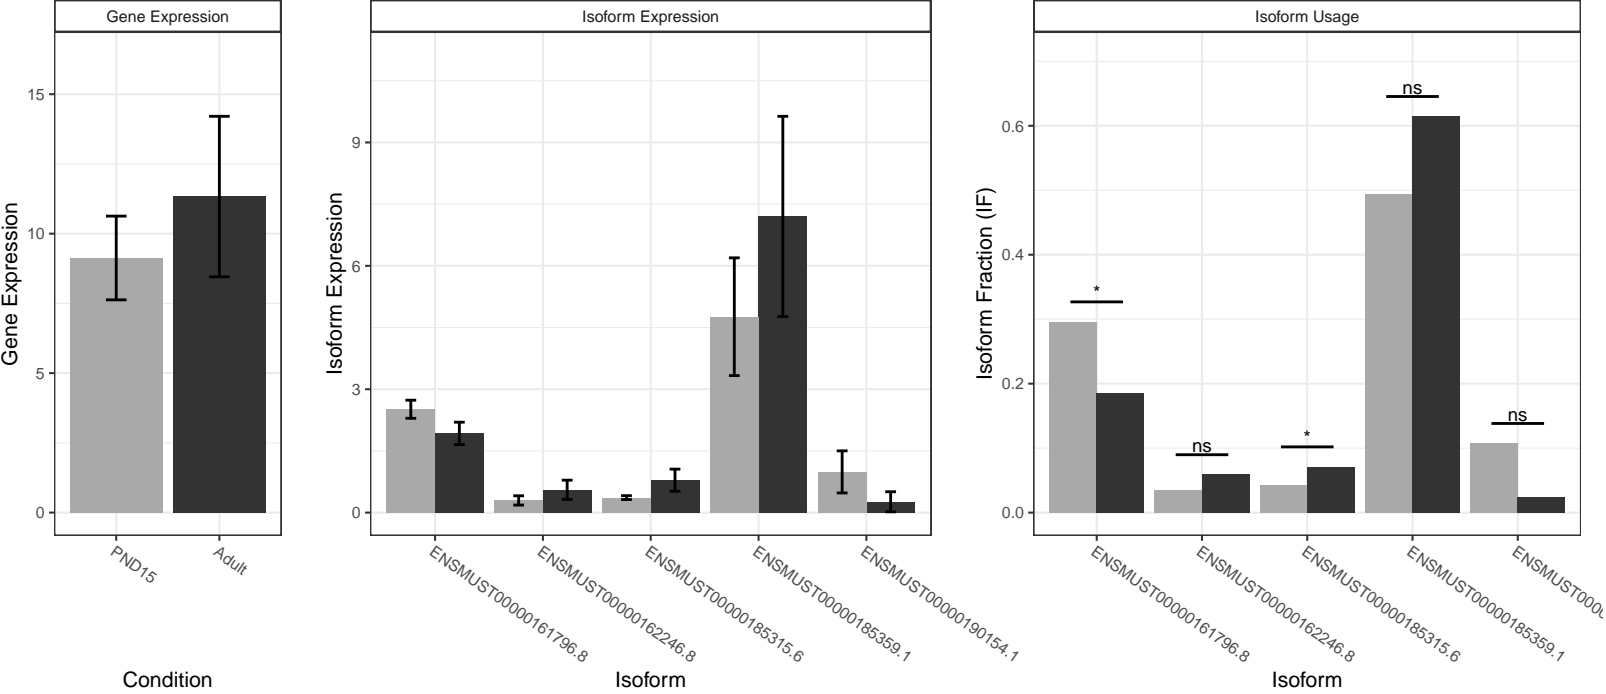 Gene Expression
Isoform Expression
Isoform Usage
Gene Expression
15
10
5
0
PND15
Adult
Condition
Isoform Expression
9
6
3
0
ENSMUST00000161796.8
ENSMUST00000162246.8
ENSMUST00000185315.6
ENSMUST00000185359.1
ENSMUST00000190154.1
Isoform
Isoform Fraction (IF)
0.6
0.4
0.2
0.0
*
ns
*
ns
ns
ENSMUST00000161796.8
ENSMUST00000162246.8
ENSMUST00000185315.6
ENSMUST00000185359.1
Isoform